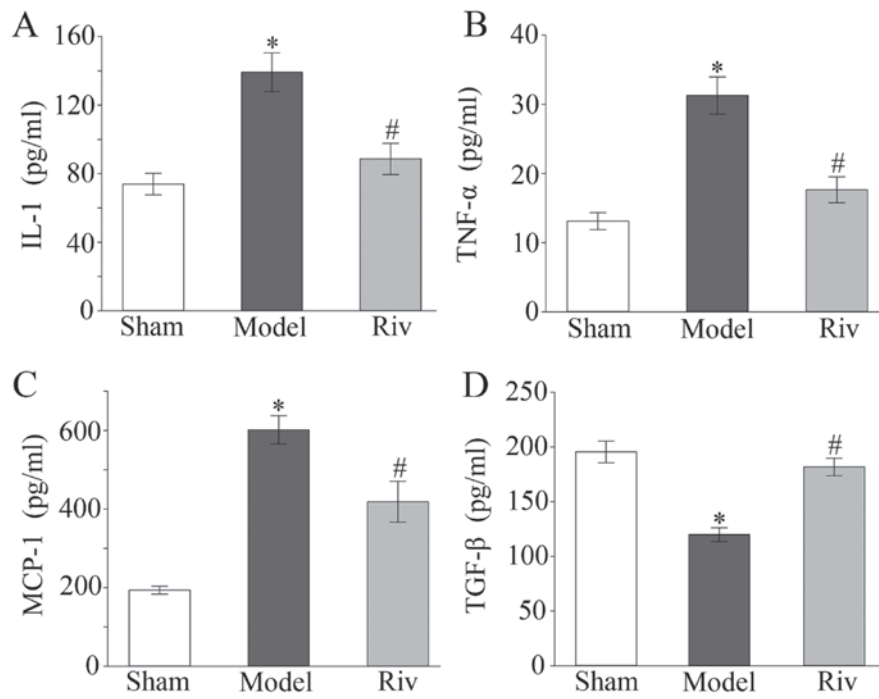 A
IL-1 (pg/ml)
160
120
80
40
0
*
#
Sham Model Riv
B
TNF-α (pg/ml)
40
30
20
10
0
*
#
Sham Model Riv
C
MCP-1 (pg/ml)
600
400
200
0
*
#
Sham Model Riv
D
TGF-β (pg/ml)
250
200
150
100
50
0
*
#
Sham Model Riv